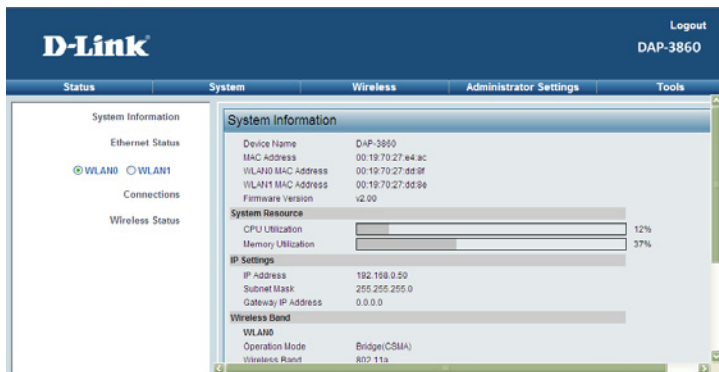 Logout
D-Link
DAP-3860
Status System Wireless Administrator Settings Tools
System Information
Ethernet Status
WLAN0 WLAN1
Connections
Wireless Status
System Information
Device Name DAP-3860
MAC Address 00:19:70:27:e4:ac
WLAN0 MAC Address 00:19:70:27:dd:8f
WLAN1 MAC Address 00:19:70:27:dd:8e
Firmware Version v2.00
System Resource
CPU Utilization 12%
Memory Utilization 37%
IP Settings
IP Address 192.168.0.50
Subnet Mask 255.255.255.0
Gateway IP Address 0.0.0.0
Wireless Band
WLAN0
Operation Mode Bridge(CSMA)
Wireless Band 802.11a